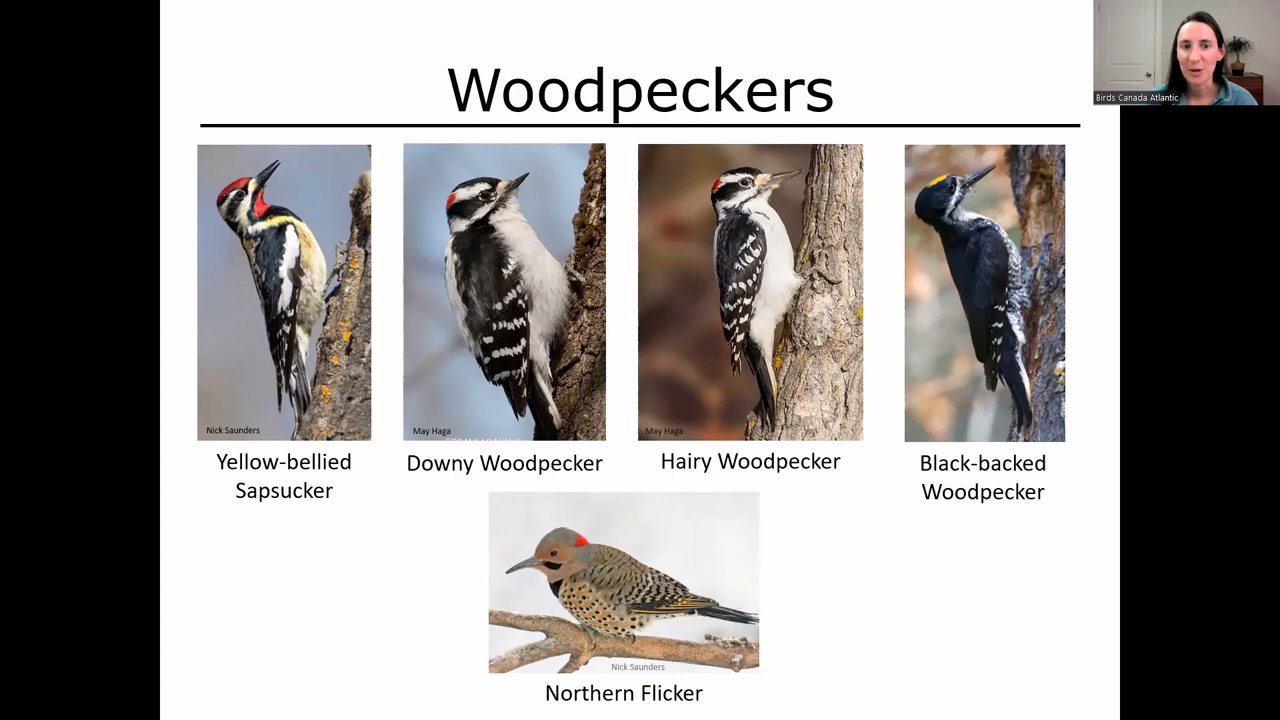 Woodpeckers
Birds Canada Atlantic
Nick Saunders
May Haga
May Haga
Yellow-bellied
Sapsucker
Downy Woodpecker
Hairy Woodpecker
Black-backed
Woodpecker
Nick Saunders
Northern Flicker